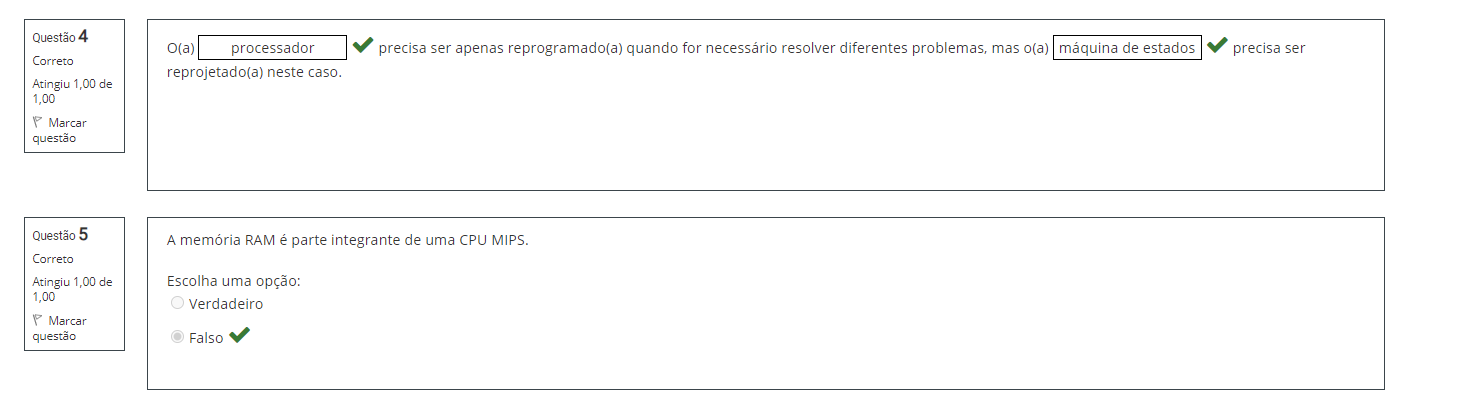 Questão 4
Correto
Atingiu 1,00 de
1,00
Marcar
questão
O(a) processador precisa ser apenas reprogramado(a) quando for necessário resolver diferentes problemas, mas o(a) máquina de estados precisa ser
reprojetado(a) neste caso.
Questão 5
Correto
Atingiu 1,00 de
1,00
Marcar
questão
A memória RAM é parte integrante de uma CPU MIPS.
Escolha uma opção:
Verdadeiro
Falso